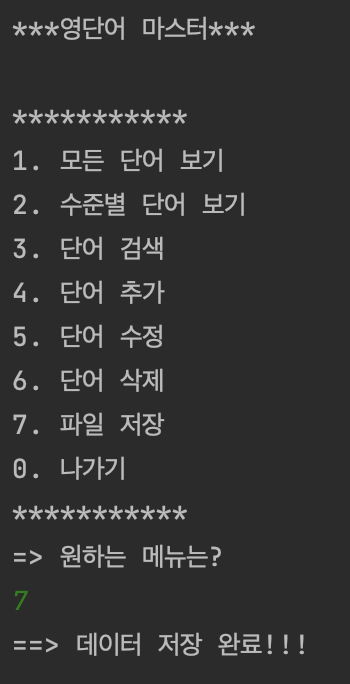 ***영단어 마스터***
***********
1. 모든 단어 보기
2. 수준별 단어 보기
3. 단어 검색
4. 단어 추가
5. 단어 수정
6. 단어 삭제
7. 파일 저장
0. 나가기
***********
=> 원하는 메뉴는?
7
==> 데이터 저장 완료!!!